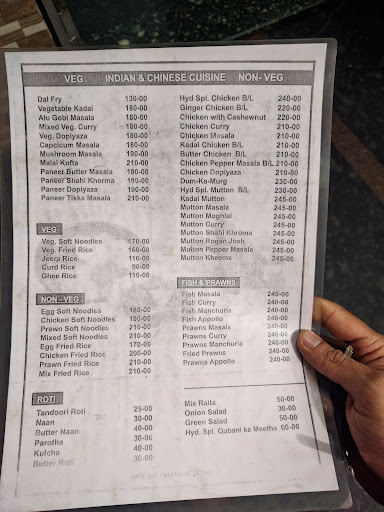 VEG INDIAN & CHINESE CUISINE NON- VEG
Dal Fry 130-00
Vegetable Kadai 180-00
Alu Gobi Masala 180-00
Mixed Veg. Curry 180-00
Veg. Dopiyaza 180-00
Capcicum Masala 180-00
Mushroom Masala 190-00
Malai Kofta 210-00
Paneer.Butter Masala 190-00
Paneer Shahi Khorma 190-00
Paneer Dopiyaza 190-00
Paneer Tikka Masala 210-00
VEG
Veg. Soft Noodles 170-00
Veg. Fried Rice 160-00
Jeera Rice 110-00
Curd Rice 90-00
Ghee Rice 110-00
NON- VEG
Egg Soft Noodles 180-00
Chicken Soft Noodles 190-00
Prawn Soft Noodles 210-00
Mixed Soft Noodles 210-00
Egg Fried Rice 170-00
Chicken Fried Rice 200-00
Prawn Fried Rice 210-00
Mix Fried Rice 210-00
ROTI
Tandoori Roti 25-00
Naan 30-00
Butter Naan 40-00
Parotha 30-00
Kulcha 40-00
Butter Roti 30-00
Hyd Spl. Chicken B/L 240-00
Ginger Chicken B/L 220-00
Chicken with Cashewnut 220-00
Chicken Curry 210-00
Chicken Masala 210-00
Kadai Chicken B/L 210-00
Butter Chicken B/L 210-00
Chicken Pepper Masala B/L 210-00
Chicken Dopiyaza 210-00
Dum-Ka-Murg 230-00
Hyd Spl. Mutton B/L 230-00
Kadai Mutton 245-00
Mutton Masala 245-00
Mutton Moghlai 245-00
Mutton Curry 245-00
Mutton Shahi Khroma 245-00
Mutton Rogan Josh 245-00
Mutton Pepper Masala 245-00
Mutton Kheema 245-00
FISH & PRAWNS
Fish Masala 240-00
Fish Curry 240-00
Fish Manchuria 240-00
Fish Appollo 240-00
Prawns Masala 240-00
Prawns Curry 240-00
Prawns Manchuria 240-00
Fried Prawns 240-00
Prawns Appollo 240-00
Mix Raita 50-00
Onion Salad 30-00
Green Salad 50-00
Hyd. Spl. Qubani ka Meetha 60-00